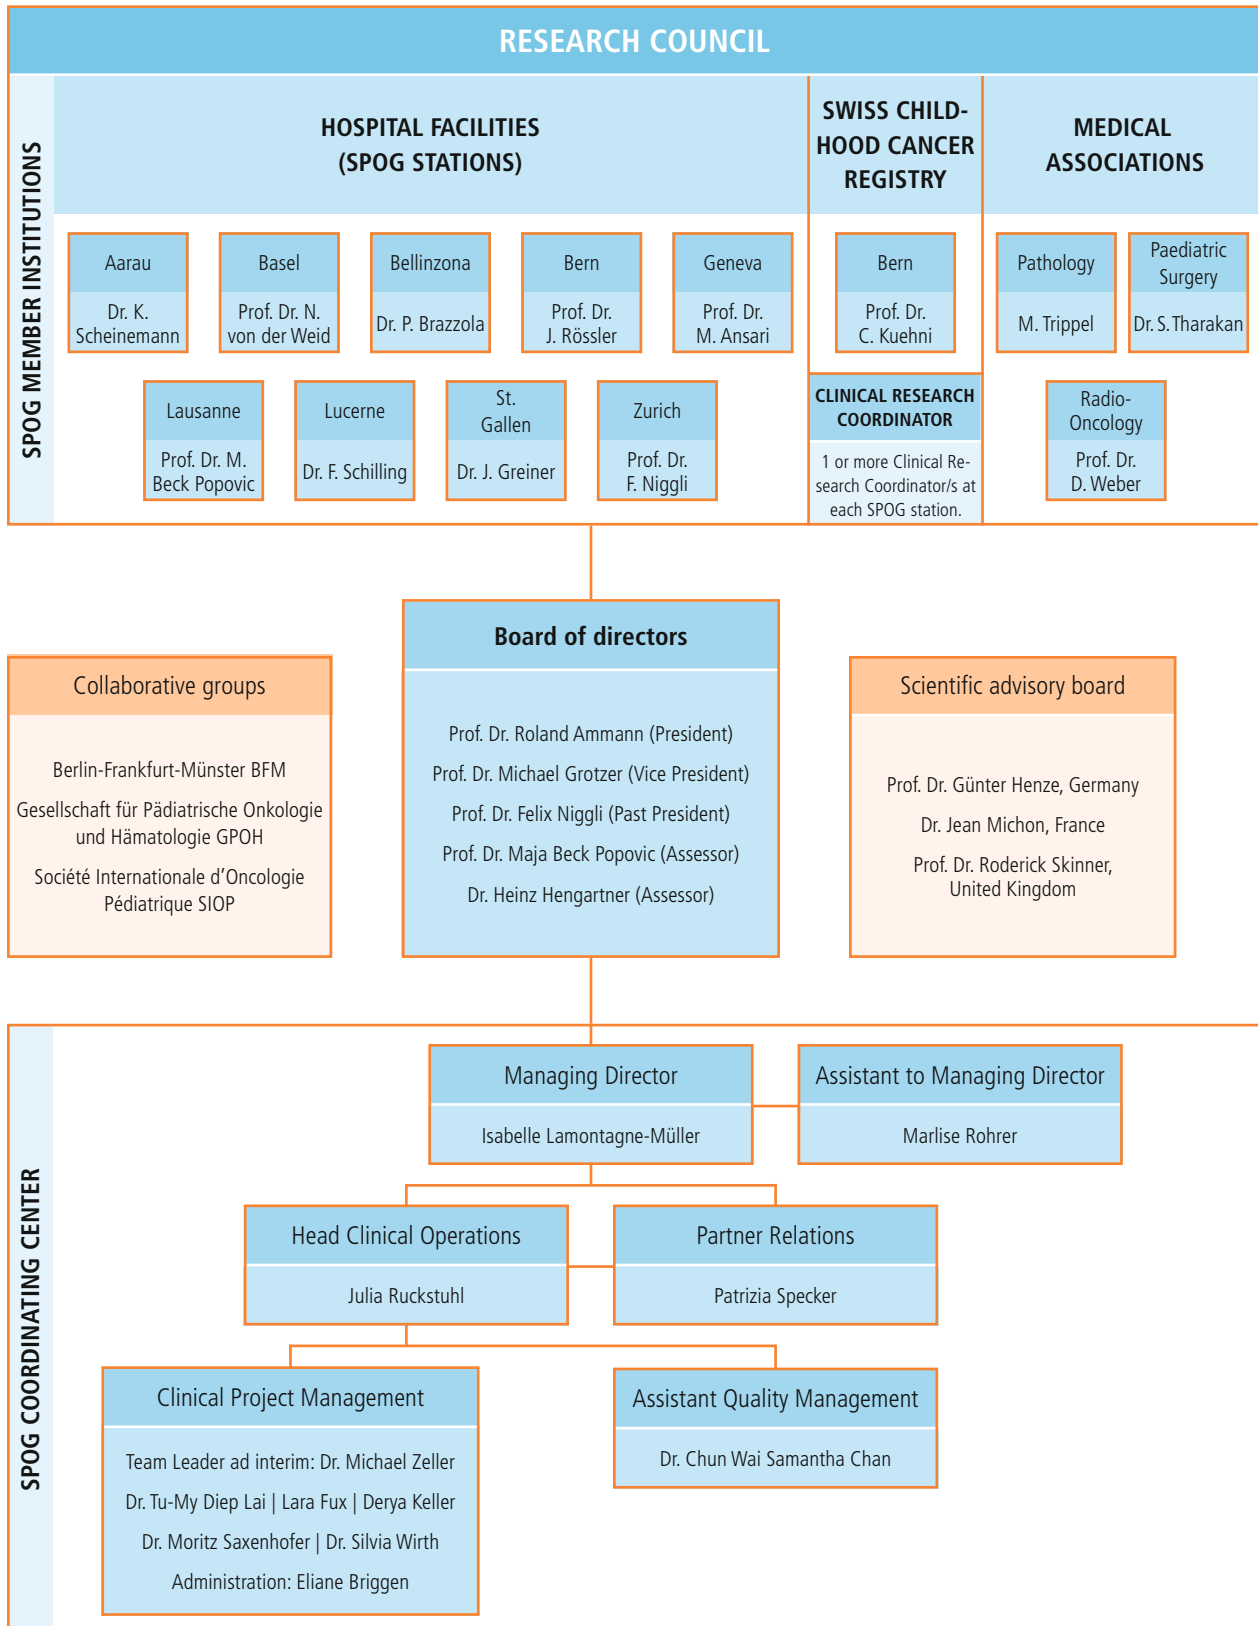 RESEARCH COUNCIL
SPOG MEMBER INSTITUTIONS
HOSPITAL FACILITIES
(SPOG STATIONS)
SWISS CHILD-
HOOD CANCER
REGISTRY
MEDICAL
ASSOCIATIONS
Aarau
Dr. K.
Scheinemann
Basel
Prof. Dr. N.
von der Weid
Bellinzona
Dr. P. Brazzola
Bern
Prof. Dr.
J. Rössler
Geneva
Prof. Dr.
M. Ansari
Bern
Prof. Dr.
C. Kuehni
Pathology
M. Trippel
Paediatric
Surgery
Dr. S. Tharakan
Lausanne
Prof. Dr. M.
Beck Popovic
Lucerne
Dr. F. Schilling
St.
Gallen
Dr. J. Greiner
Zurich
Prof. Dr.
F. Niggli
CLINICAL RESEARCH
COORDINATOR
1 or more Clinical Re-
search Coordinator/s at
each SPOG station.
Radio-
Oncology
Prof. Dr.
D. Weber
Board of directors
Prof. Dr. Roland Ammann (President)
Prof. Dr. Michael Grotzer (Vice President)
Prof. Dr. Felix Niggli (Past President)
Prof. Dr. Maja Beck Popovic (Assessor)
Dr. Heinz Hengartner (Assessor)
Collaborative groups
Berlin-Frankfurt-Münster BFM
Gesellschaft für Pädiatrische Onkologie
und Hämatologie GPOH
Société Internationale d’Oncologie
Pédiatrique SIOP
Scientific advisory board
Prof. Dr. Günter Henze, Germany
Dr. Jean Michon, France
Prof. Dr. Roderick Skinner,
United Kingdom
SPOG COORDINATING CENTER
Managing Director
Isabelle Lamontagne-Müller
Assistant to Managing Director
Marlise Rohrer
Head Clinical Operations
Julia Ruckstuhl
Partner Relations
Patrizia Specker
Clinical Project Management
Team Leader ad interim: Dr. Michael Zeller
Dr. Tu-My Diep Lai | Lara Fux | Derya Keller
Dr. Moritz Saxenhofer | Dr. Silvia Wirth
Administration: Eliane Briggen
Assistant Quality Management
Dr. Chun Wai Samantha Chan